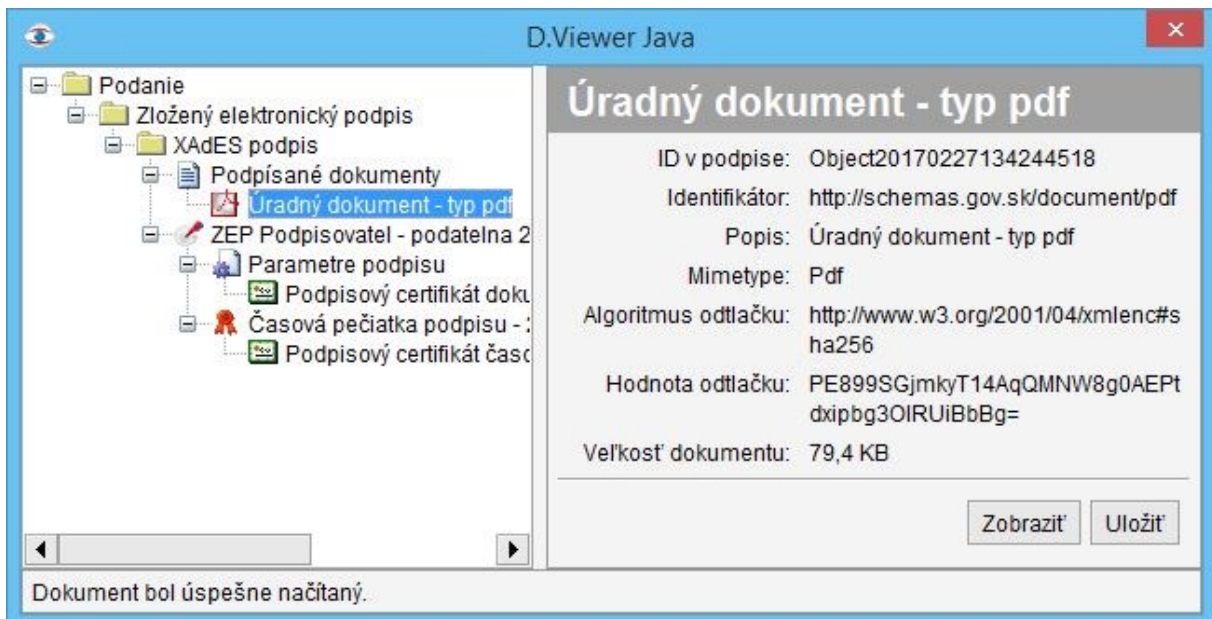 D.Viewer Java
Podanie
Zložený elektronický podpis
XAdES podpis
Podpísané dokumenty
Úradný dokument - typ pdf
ZEP Podpisovatel - podatelna 2
Parametre podpisu
Podpisový certifikát doku
Časová pečiatka podpisu -
Podpisový certifikát časo
Úradný dokument - typ pdf
ID v podpise: Object20170227134244518
Identifikátor: http://schemas.gov.sk/document/pdf
Popis: Úradný dokument - typ pdf
Mimetype: Pdf
Algoritmus odtlačku: http://www.w3.org/2001/04/xmlenc#s
ha256
Hodnota odtlačku: PE899SGjmkyT14AqQMNW8g0AEPt
dxipbg3OIRUiBbBg=
Veľkosť dokumentu: 79,4 KB
Zobraziť Uložiť
Dokument bol úspešne načítaný.